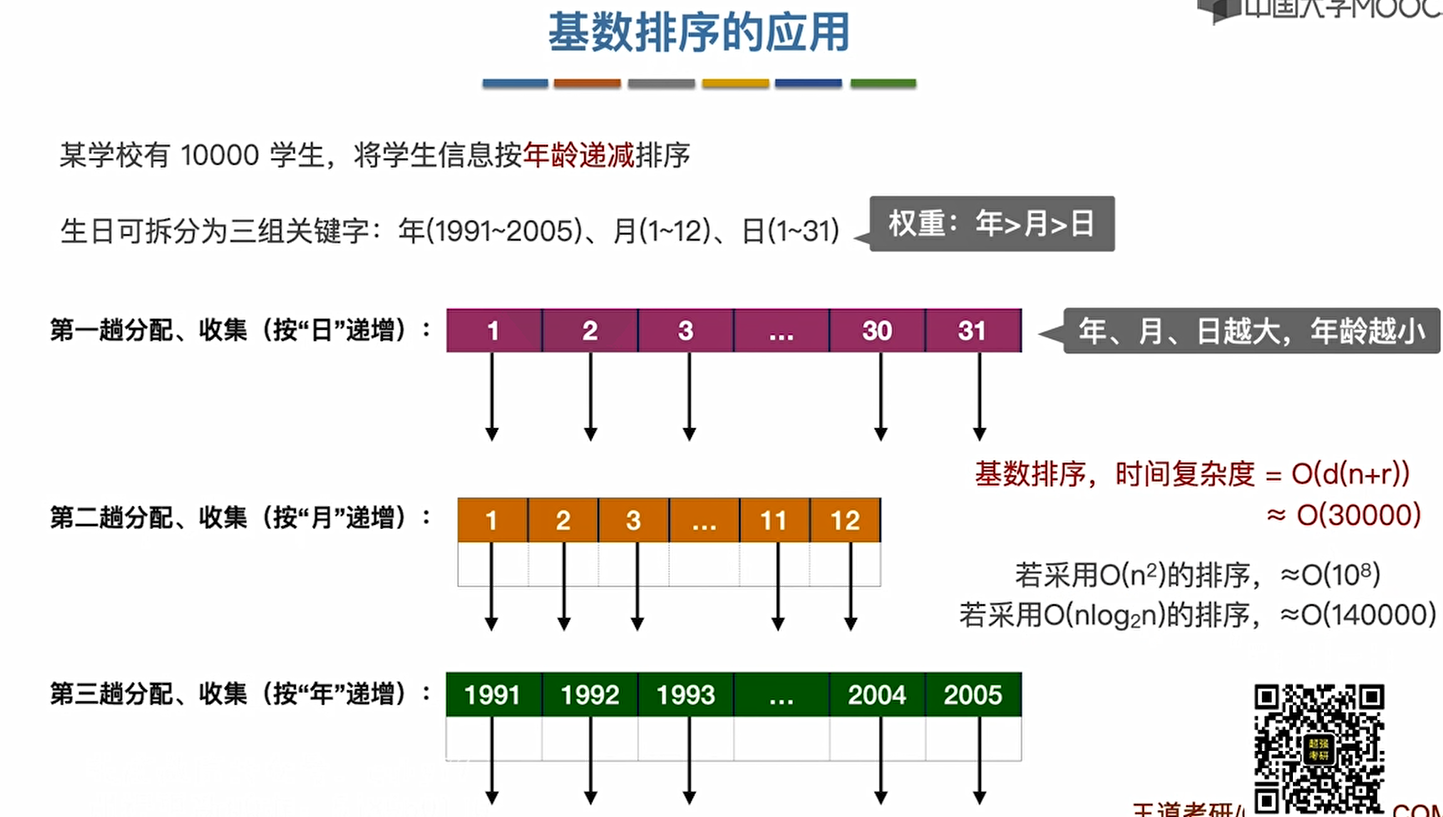 中国大学MOOC
基数排序的应用
某学校有 10000 学生，将学生信息按年龄递减排序
生日可拆分为三组关键字：年(1991~2005)、月(1~12)、日(1~31)
权重：年>月>日
第一趟分配、收集（按“日”递增）：
1 2 3 ... 30 31
年、月、日越大，年龄越小
基数排序，时间复杂度 = O(d(n+r))
≈ O(30000)
第二趟分配、收集（按“月”递增）：
1 2 3 ... 11 12
若采用O(n²)的排序，≈O(10⁸)
若采用O(nlog₂n)的排序，≈O(140000)
第三趟分配、收集（按“年”递增）：
1991 1992 1993 ... 2004 2005
超强
考研
王道考研/
.COM